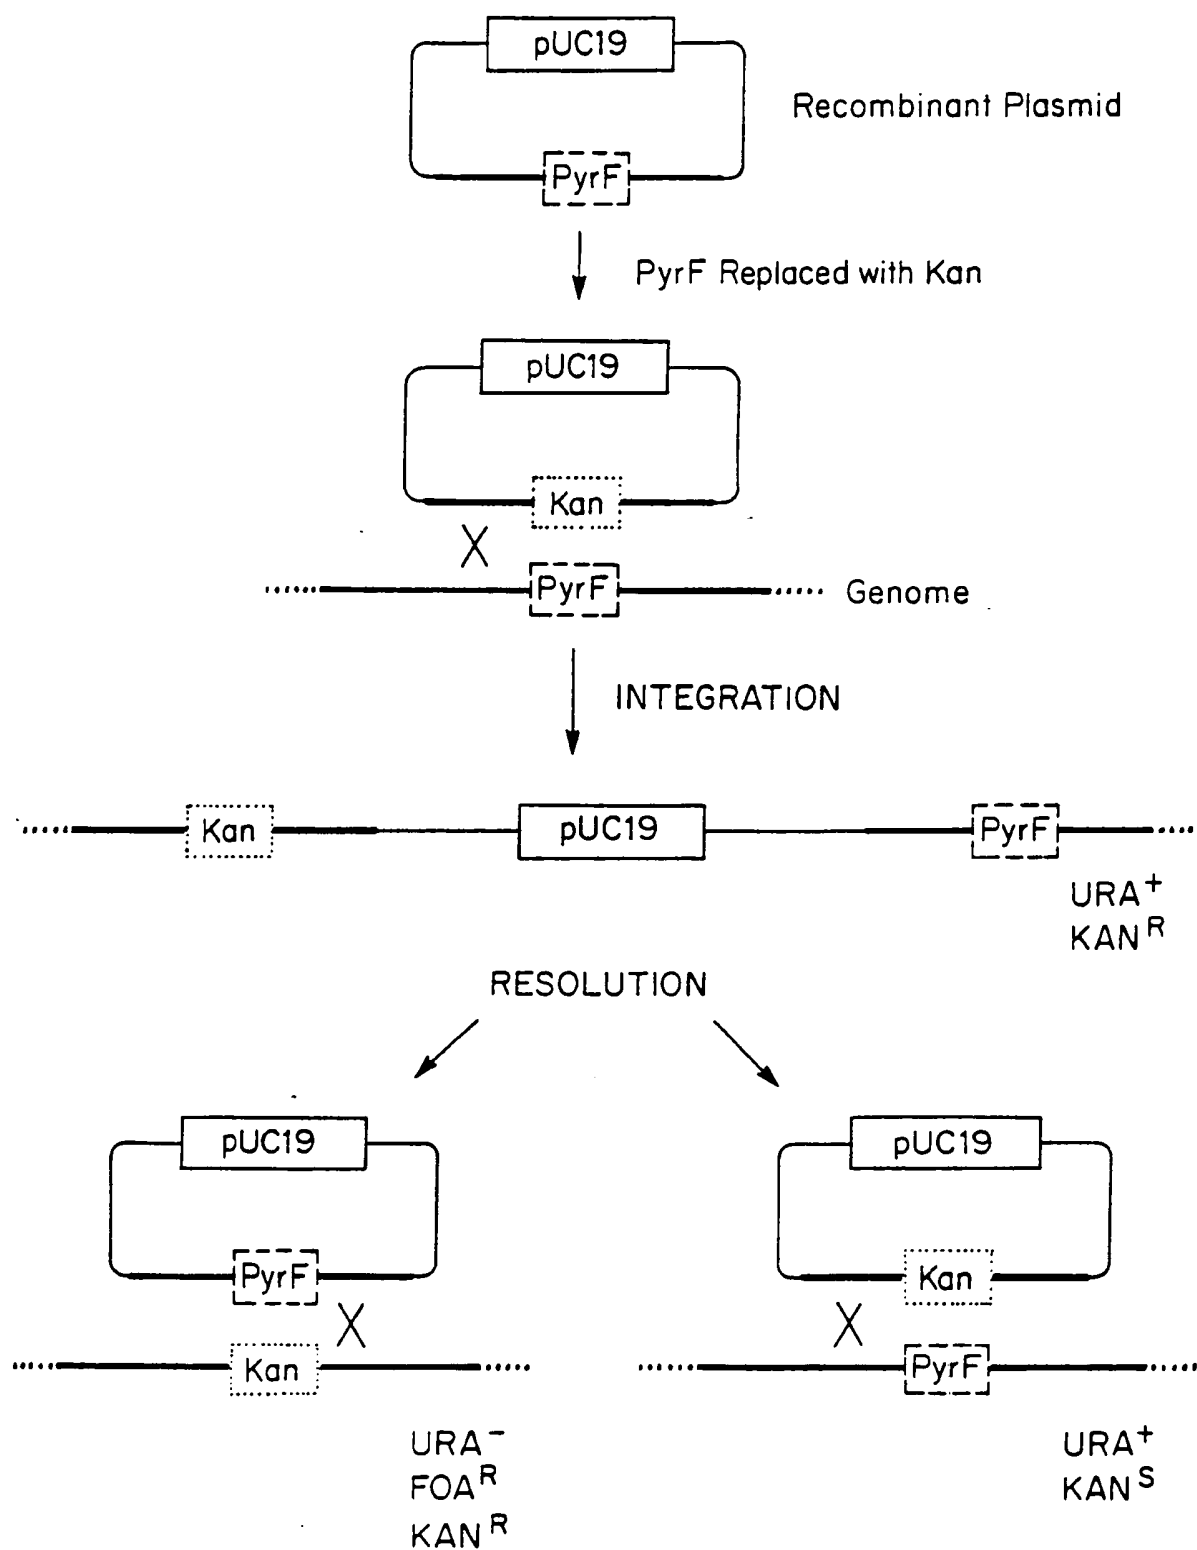 pUC19
Recombinant Plasmid
PyrF
PyrF Replaced with Kan
pUC19
Kan
PyrF
Genome
INTEGRATION
Kan
pUC19
PyrF
URA+
KANR
RESOLUTION
pUC19
PyrF
Kan
URA-
FOAR
KANR
pUC19
Kan
PyrF
URA+
KANS